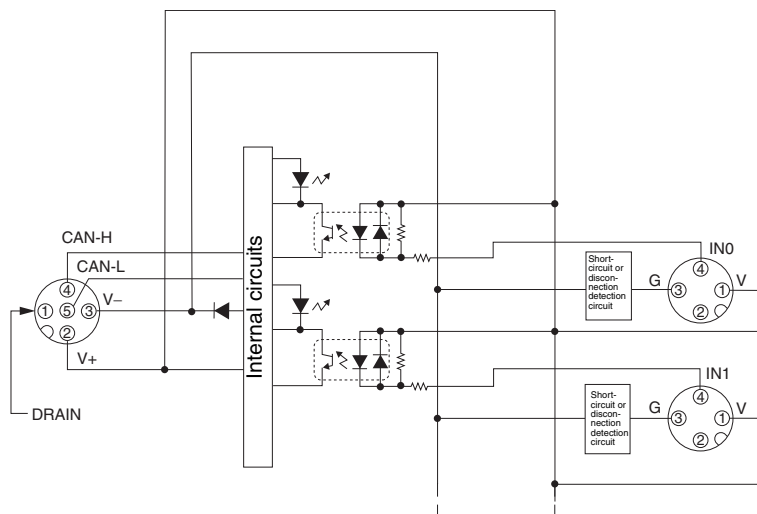 CAN-H
CAN-L
4
1 5 3
2
V−
V+
DRAIN
Internal circuits
Short-
circuit or
discon-
nection
detection
circuit
G
IN0
4
3 1
2
V
Short-
circuit or
discon-
nection
detection
circuit
G
IN1
4
3 1
2
V